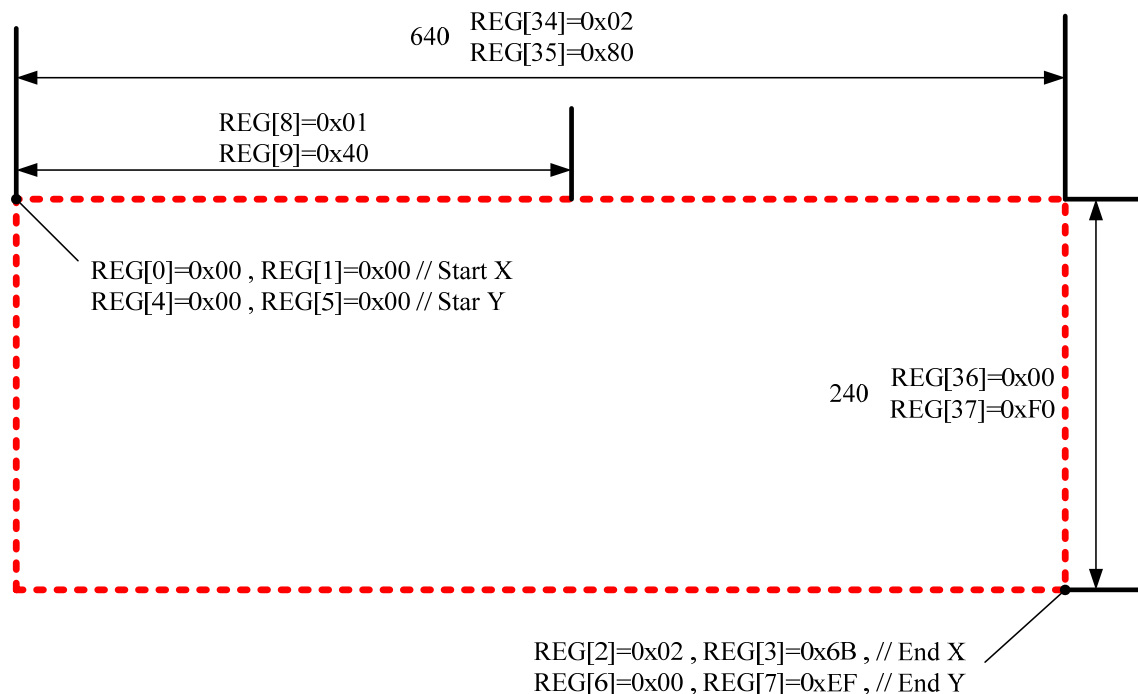 640
REG[34]=0x02
REG[35]=0x80
REG[8]=0x01
REG[9]=0x40
REG[0]=0x00 , REG[1]=0x00 // Start X
REG[4]=0x00 , REG[5]=0x00 // Star Y
240
REG[36]=0x00
REG[37]=0xF0
REG[2]=0x02 , REG[3]=0x6B , // End X
REG[6]=0x00 , REG[7]=0xEF , // End Y